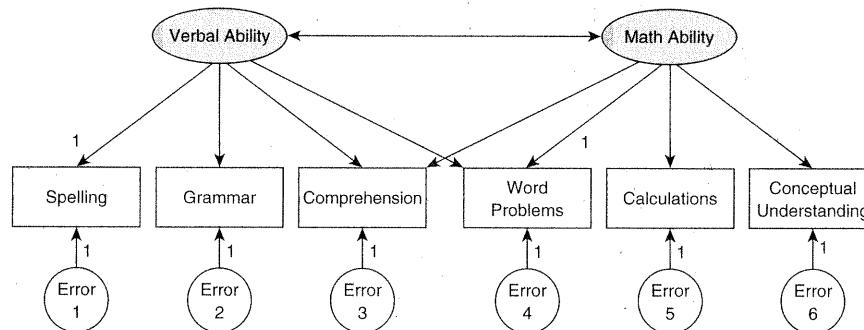 Verbal Ability
Math Ability
1
1
Spelling
Grammar
Comprehension
Word
Problems
Calculations
Conceptual
Understanding
1
1
1
1
1
1
Error
1
Error
2
Error
3
Error
4
Error
5
Error
6